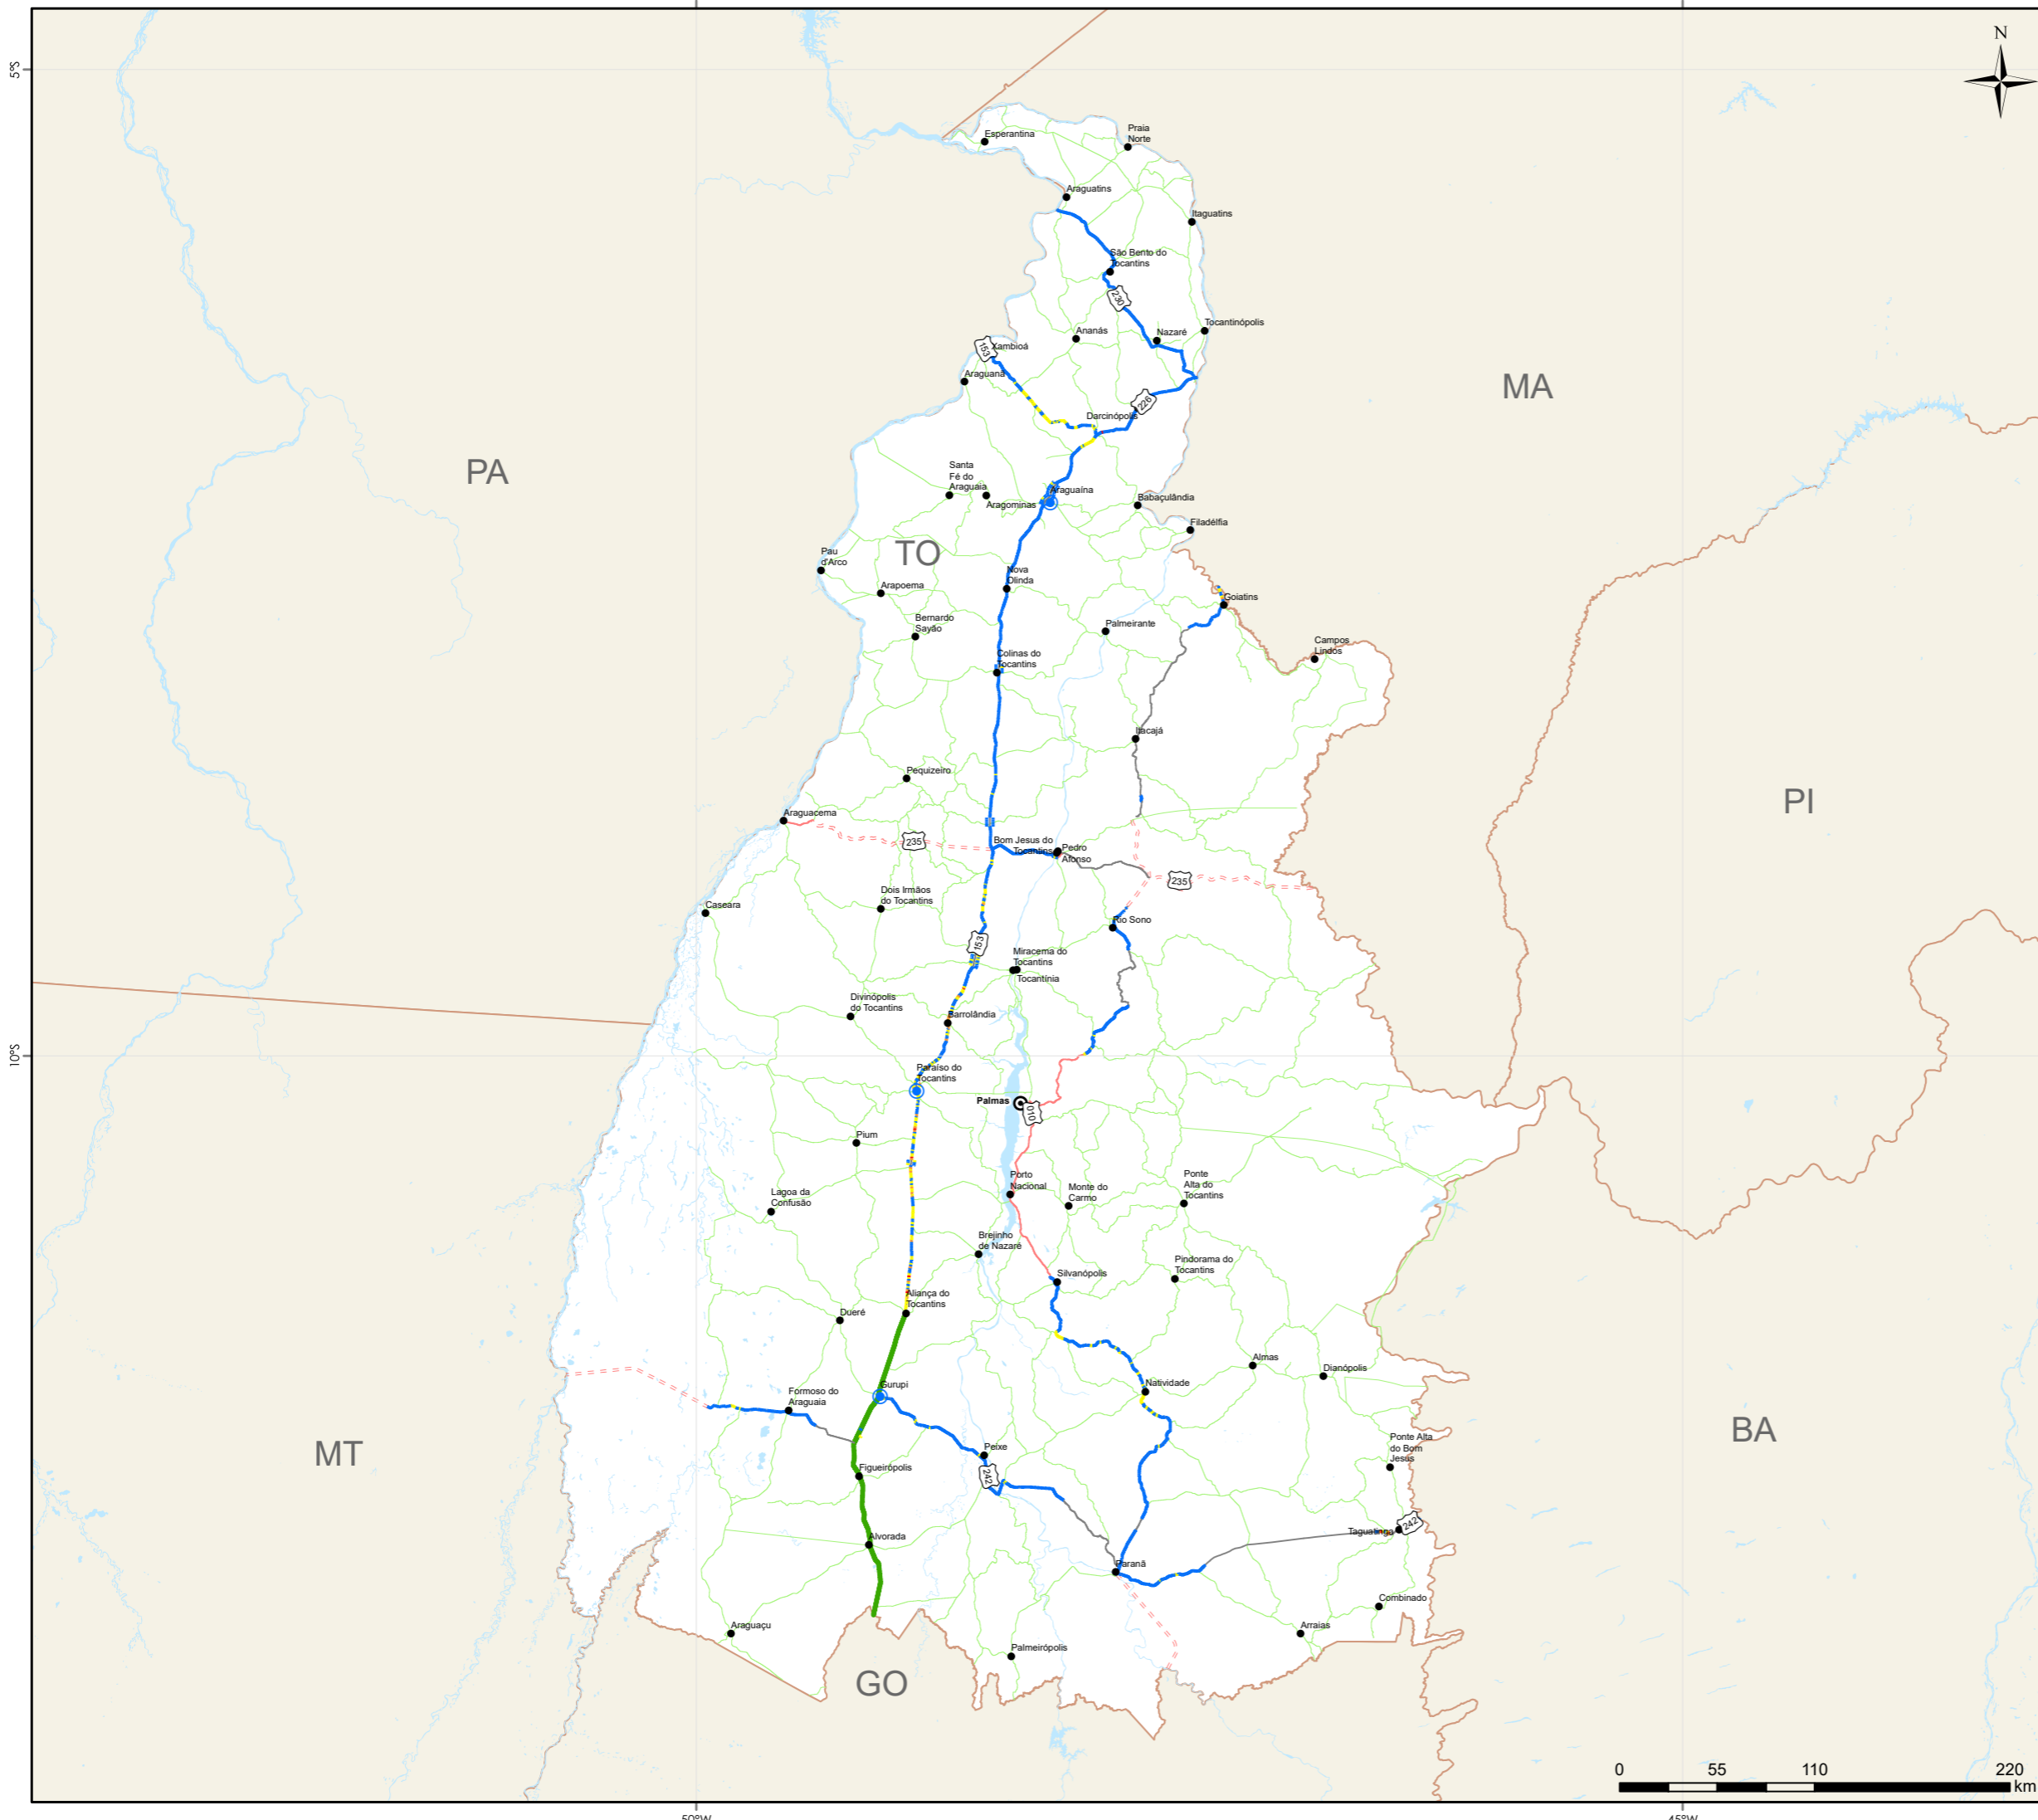 N
5°S
Esperantina
Praia
Norte
Araguatins
Itaguatins
São Bento do
Tocantins
230
Tocantinópolis
Ananás
Nazaré
153
Xambioá
Araguanã
MA
226
Darcinópolis
PA
Santa
Fé do
Araguaia
Aragominas
Araguaína
Babaçulândia
Filadélfia
TO
Pau
d'Arco
Nova
Olinda
Arapoema
Goiatins
Bernardo
Sayão
Palmeirante
Campos
Lindos
Colinas do
Tocantins
Itacajá
Pequizeiro
PI
Araguacema
235
Bom Jesus do
Tocantins
Pedro
Afonso
235
Dois Irmãos
do Tocantins
Caseara
Rio Sono
153
Miracema do
Tocantins
Tocantínia
Divinópolis
do Tocantins
Barrolândia
10°S
Paraíso do
Tocantins
Palmas
010
Pium
Porto
Nacional
Monte do
Carmo
Ponte
Alta do
Tocantins
Lagoa da
Confusão
Brejinho
de Nazaré
Pindorama do
Tocantins
Silvanópolis
Aliança do
Tocantins
Dueré
Almas
Dianópolis
Gurupi
Natividade
Formoso do
Araguaia
MT
BA
Ponte Alta
do Bom
Jesus
Peixe
242
Figueirópolis
Taguatinga
242
Alvorada
Paranã
Combinado
Araguaçu
Arraias
Palmeirópolis
GO
0 55 110 220
km
50°W
45°W